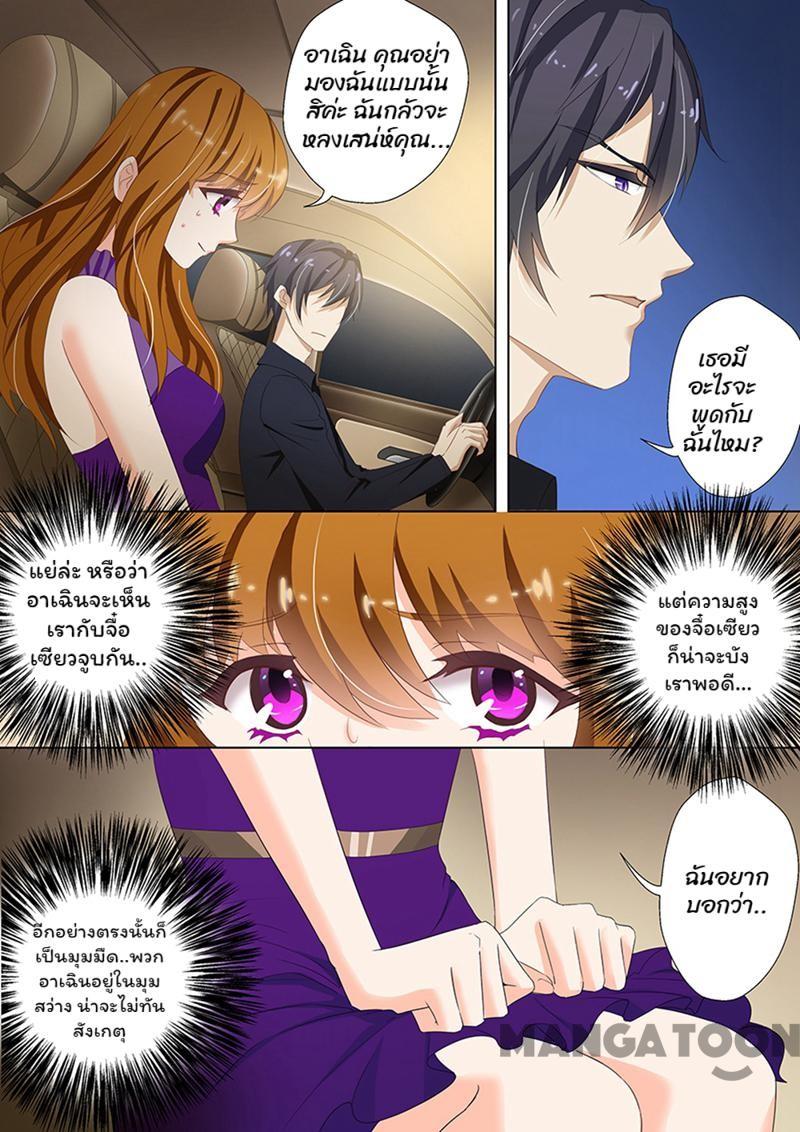 อาเฉิน คุณอย่า
มองฉันแบบนั้น
สิค่ะ ฉันกลัวจะ
หลงเสน่ห์คุณ...
เธอมี
อะไรจะ
พูดกับ
ฉันไหม?
แย่ล่ะ หรือว่า
อาเฉินจะเห็น
เรากับจื๋อ
เซียวจูบกัน..
แต่ความสูง
ของจื๋อเซียว
ก็น่าจะบัง
เราพอดี...
ฉันอยาก
บอกว่า..
อีกอย่างตรงนั้นก็
เป็นมุมมืด..พวก
อาเฉินอยู่ในมุม
สว่าง น่าจะไม่ทัน
สังเกตุ
MANGATOON